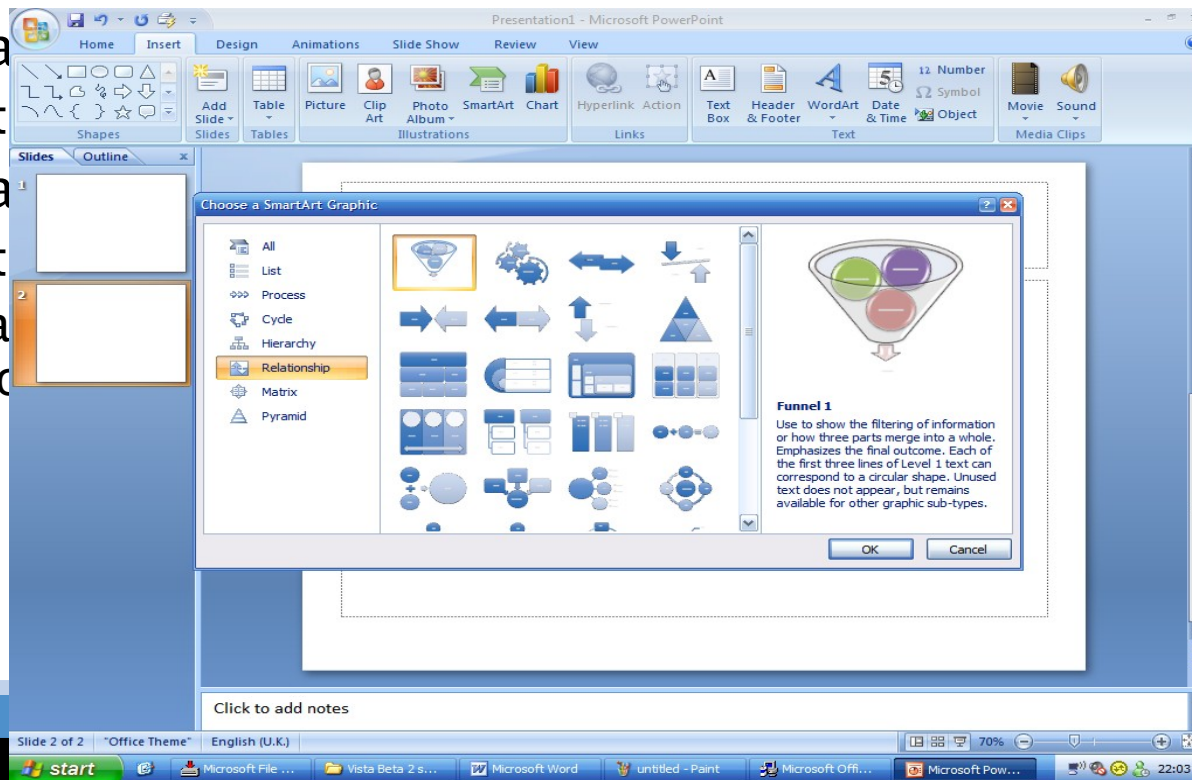 Presentation1 - Microsoft PowerPoint
Home Insert Design Animations Slide Show Review View
Add Slide
Table
Picture
Clip Art
Photo Album
SmartArt
Chart
Hyperlink
Action
Text Box
Header & Footer
WordArt
Date & Time
Number
Symbol
Object
Movie
Sound
Shapes Slides Tables Illustrations Links Text Media Clips
Slides Outline
1
2
Choose a SmartArt Graphic
All
List
Process
Cycle
Hierarchy
Relationship
Matrix
Pyramid
Funnel 1
Use to show the filtering of information
or how three parts merge into a whole.
Emphasizes the final outcome. Each of
the first three lines of Level 1 text can
correspond to a circular shape. Unused
text does not appear, but remains
available for other graphic sub-types.
OK Cancel
Click to add notes
Slide 2 of 2 "Office Theme" English (U.K.) 70%
start Microsoft File ... Vista Beta 2 s... Microsoft Word untitled - Paint Microsoft Offi... Microsoft Pow... 22:03